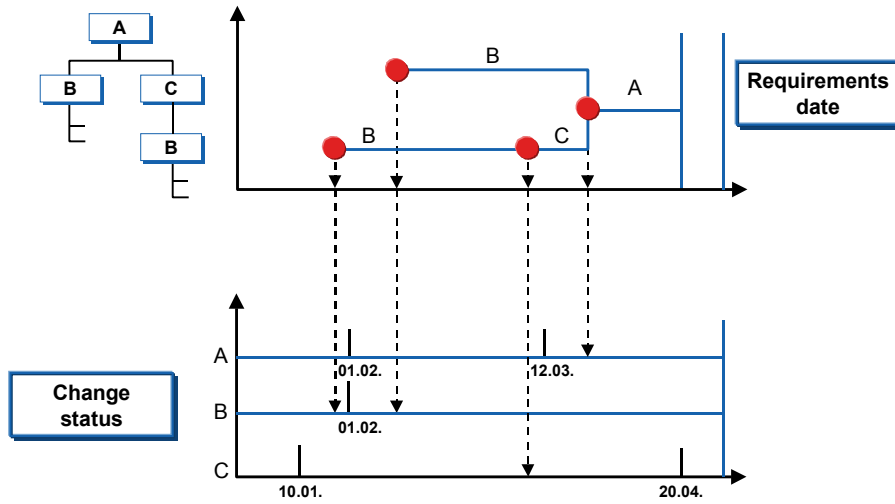 A
B
C
B
B
A
B
C
Requirements
date
A
01.02.
12.03.
Change
status
B
01.02.
C
10.01.
20.04.